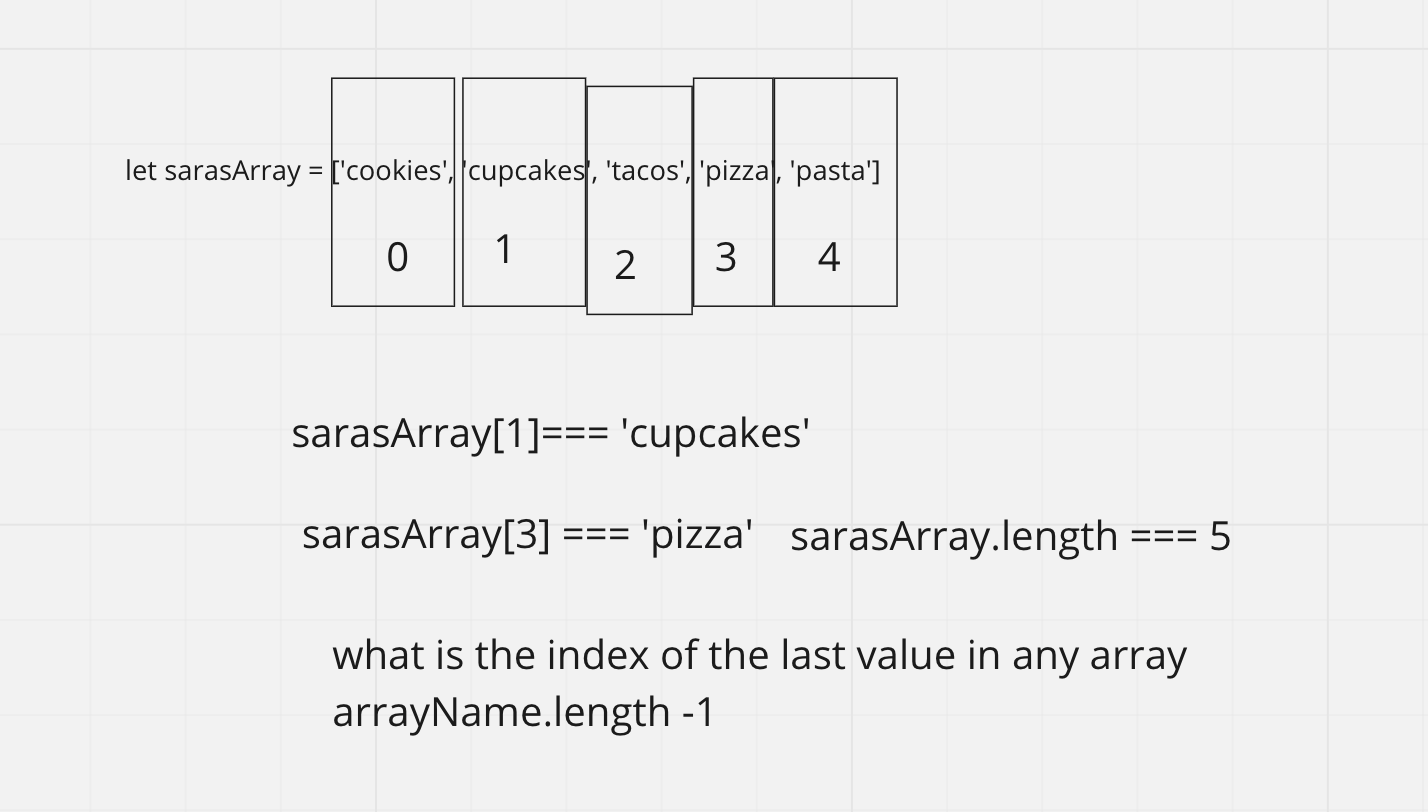 let sarasArray = ['cookies', 'cupcakes', 'tacos', 'pizza', 'pasta']
0 1 2 3 4
sarasArray[1]=== 'cupcakes'
sarasArray[3] === 'pizza' sarasArray.length === 5
what is the index of the last value in any array
arrayName.length -1